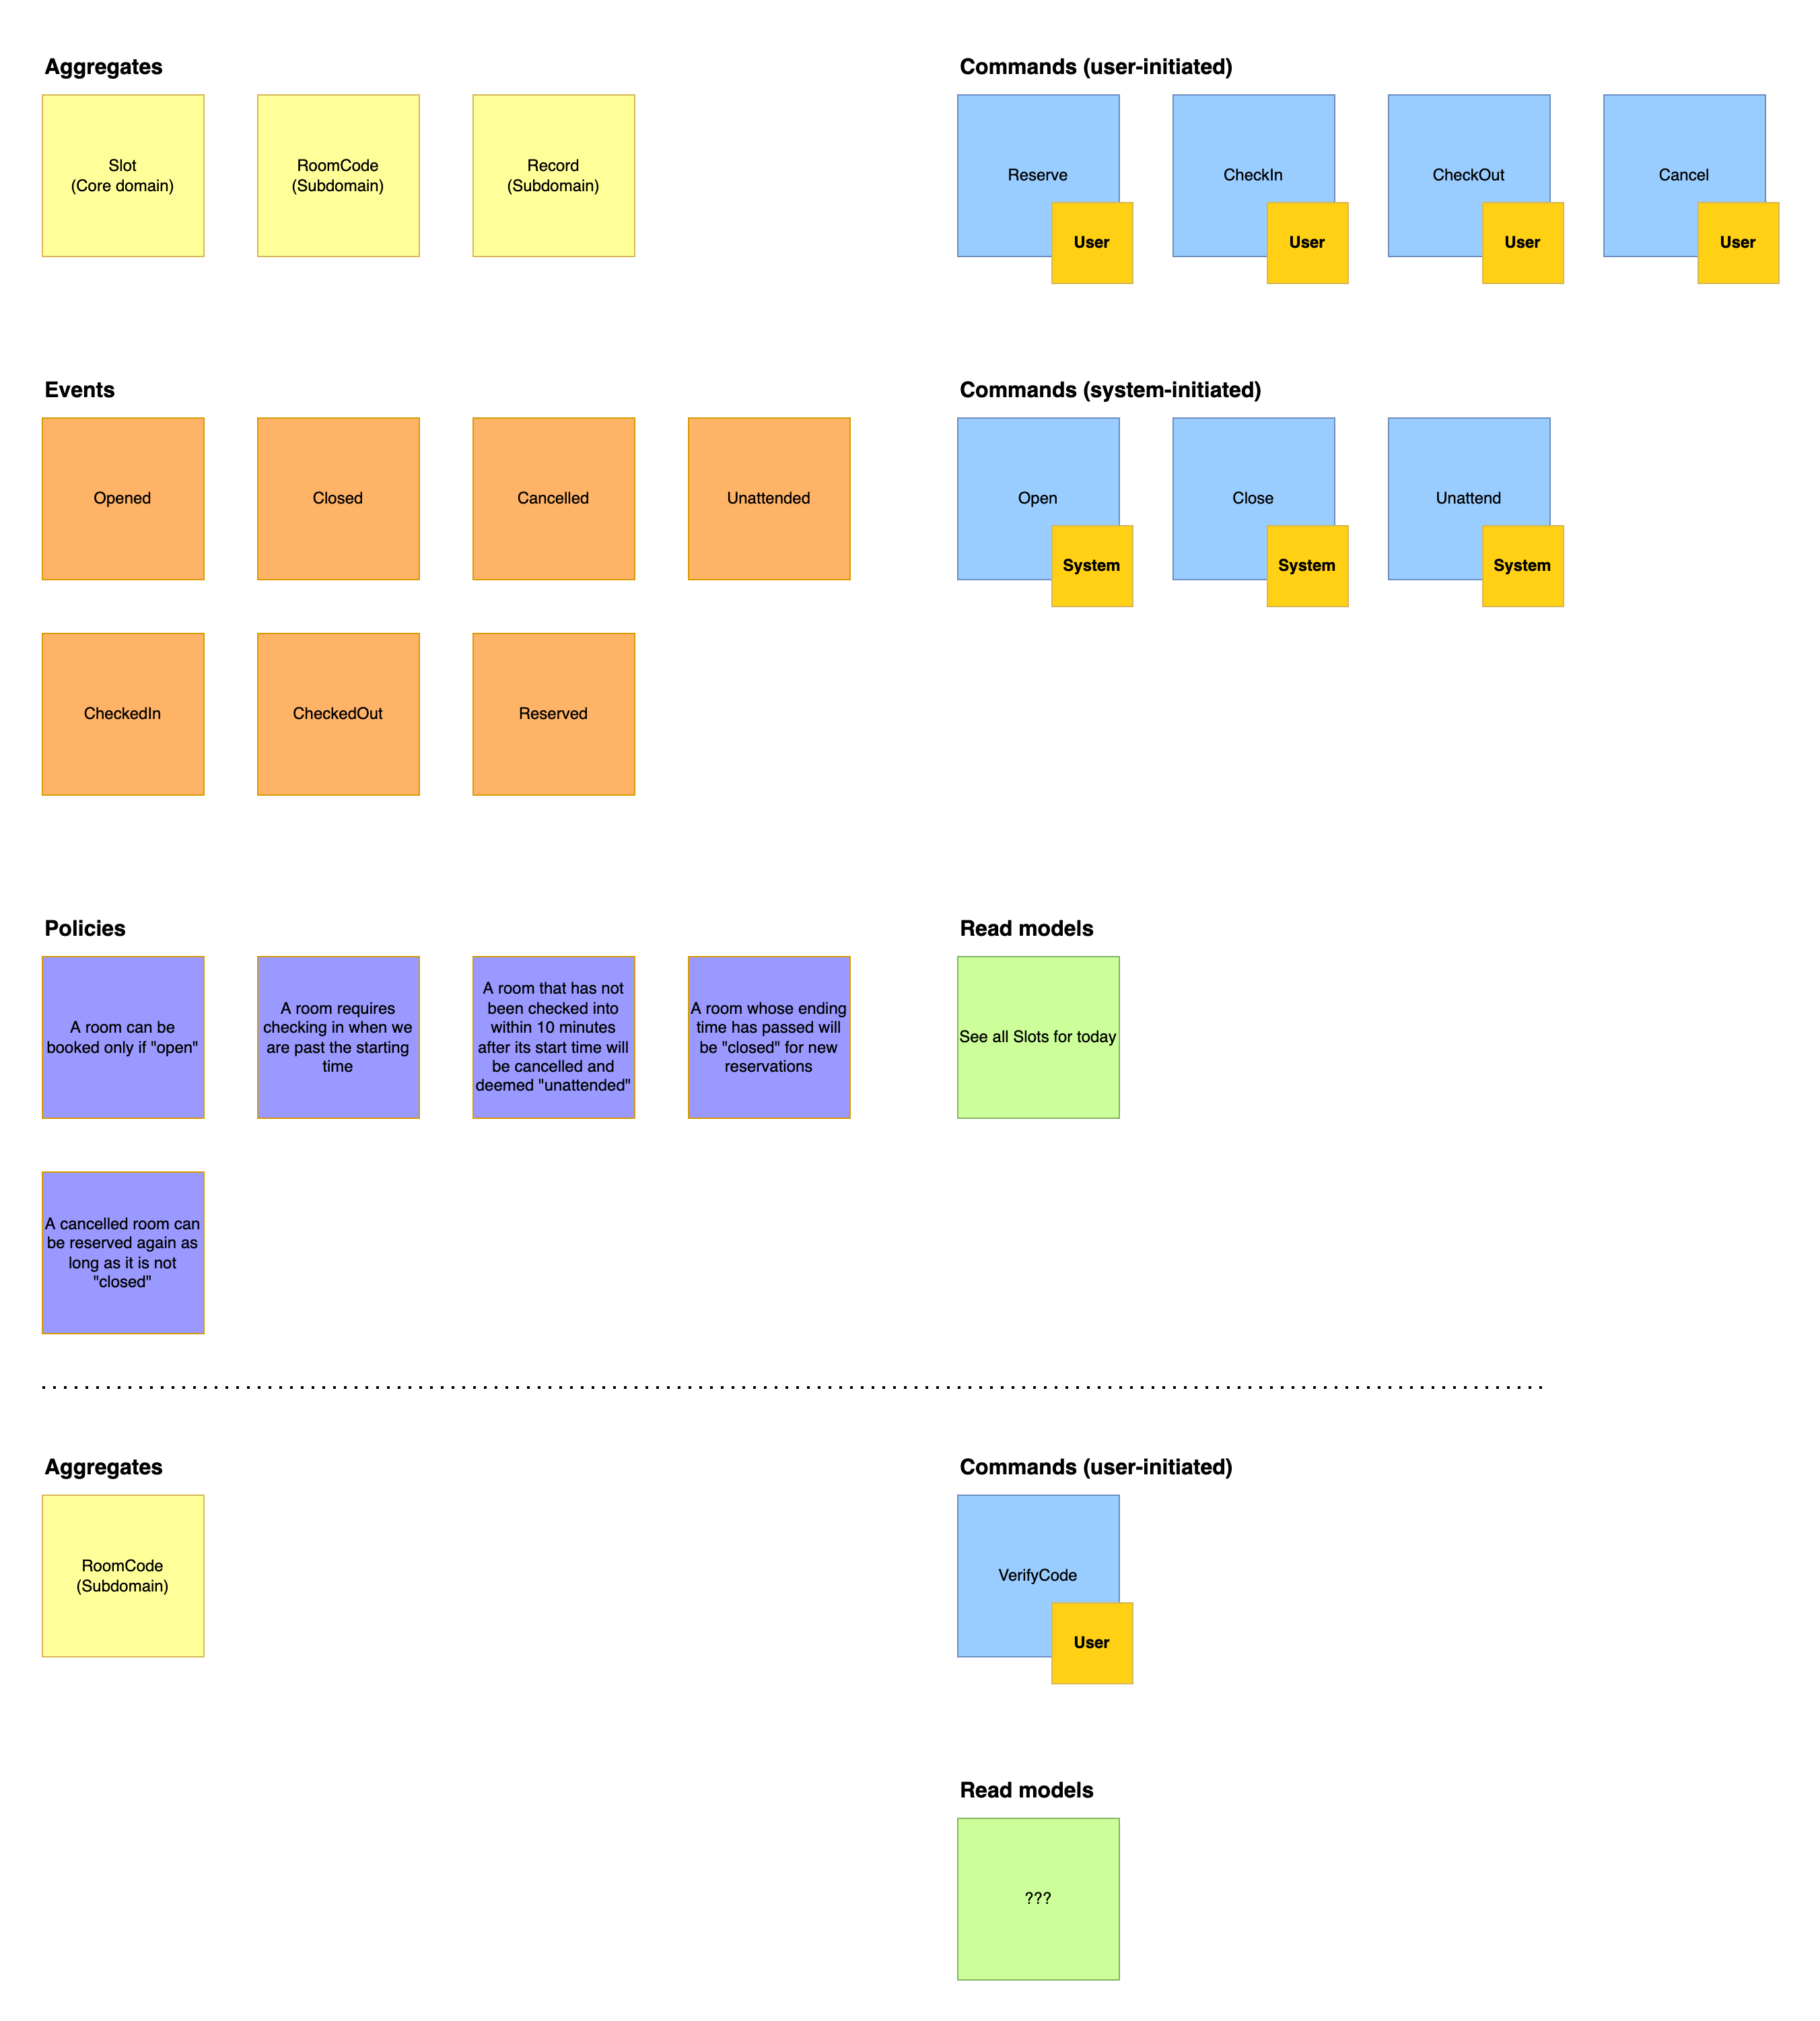 Aggregates
Slot
(Core domain)
RoomCode
(Subdomain)
Record
(Subdomain)
Commands (user-initiated)
Reserve
User
CheckIn
User
CheckOut
User
Cancel
User
Events
Opened
Closed
Cancelled
Unattended
CheckedIn
CheckedOut
Reserved
Commands (system-initiated)
Open
System
Close
System
Unattend
System
Policies
A room can be
booked only if "open"
A room requires
checking in when we
are past the starting
time
A room that has not
been checked into
within 10 minutes
after its start time will
be cancelled and
deemed "unattended"
A room whose ending
time has passed will
be "closed" for new
reservations
A cancelled room can
be reserved again as
long as it is not
"closed"
Read models
See all Slots for today
Aggregates
RoomCode
(Subdomain)
Commands (user-initiated)
VerifyCode
User
Read models
???